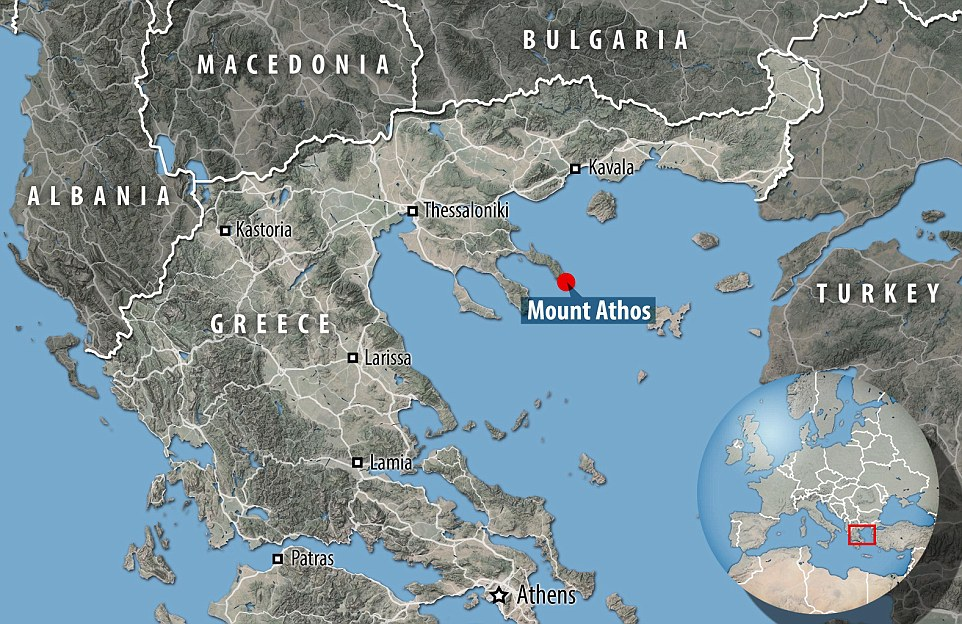 BULGARIA
MACEDONIA
Kavala
ALBANIA
Thessaloniki
Kastoria
TURKEY
Mount Athos
GREECE
Larissa
Lamia
Patras
Athens